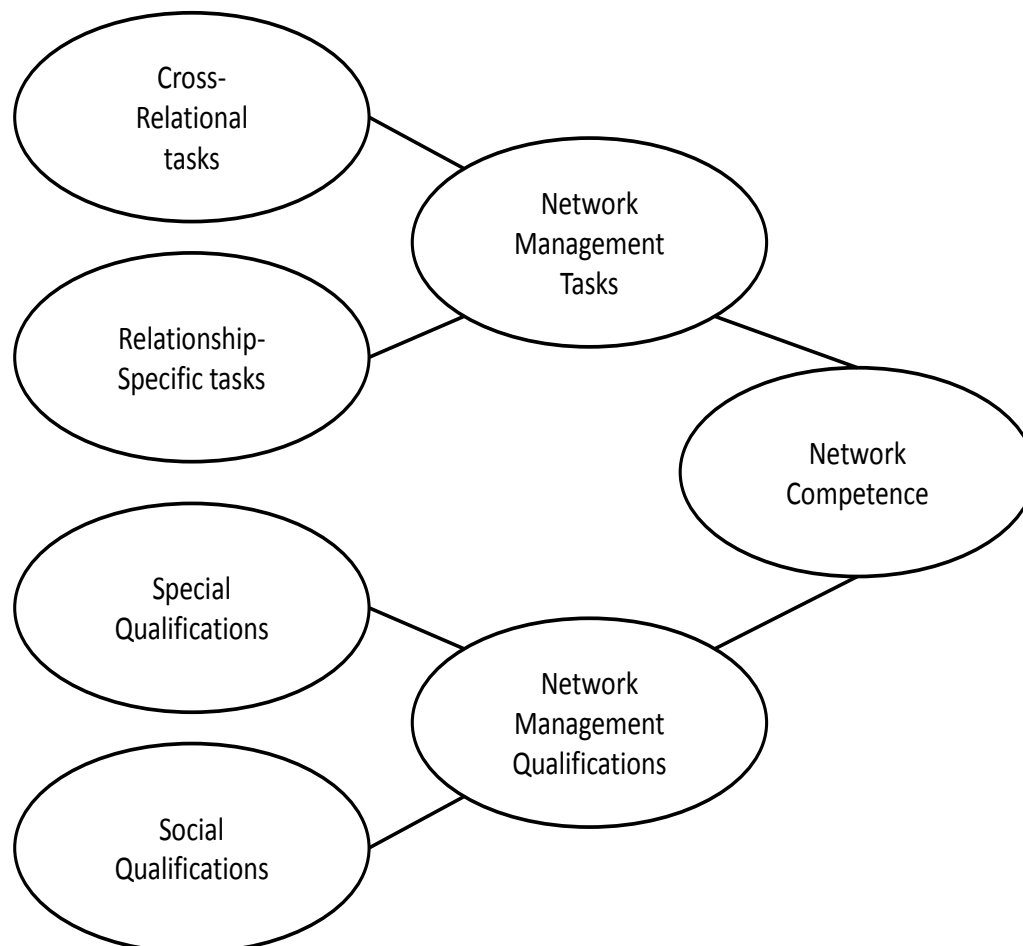 Cross-
Relational
tasks
Network
Management
Tasks
Relationship-
Specific tasks
Network
Competence
Special
Qualifications
Network
Management
Qualifications
Social
Qualifications